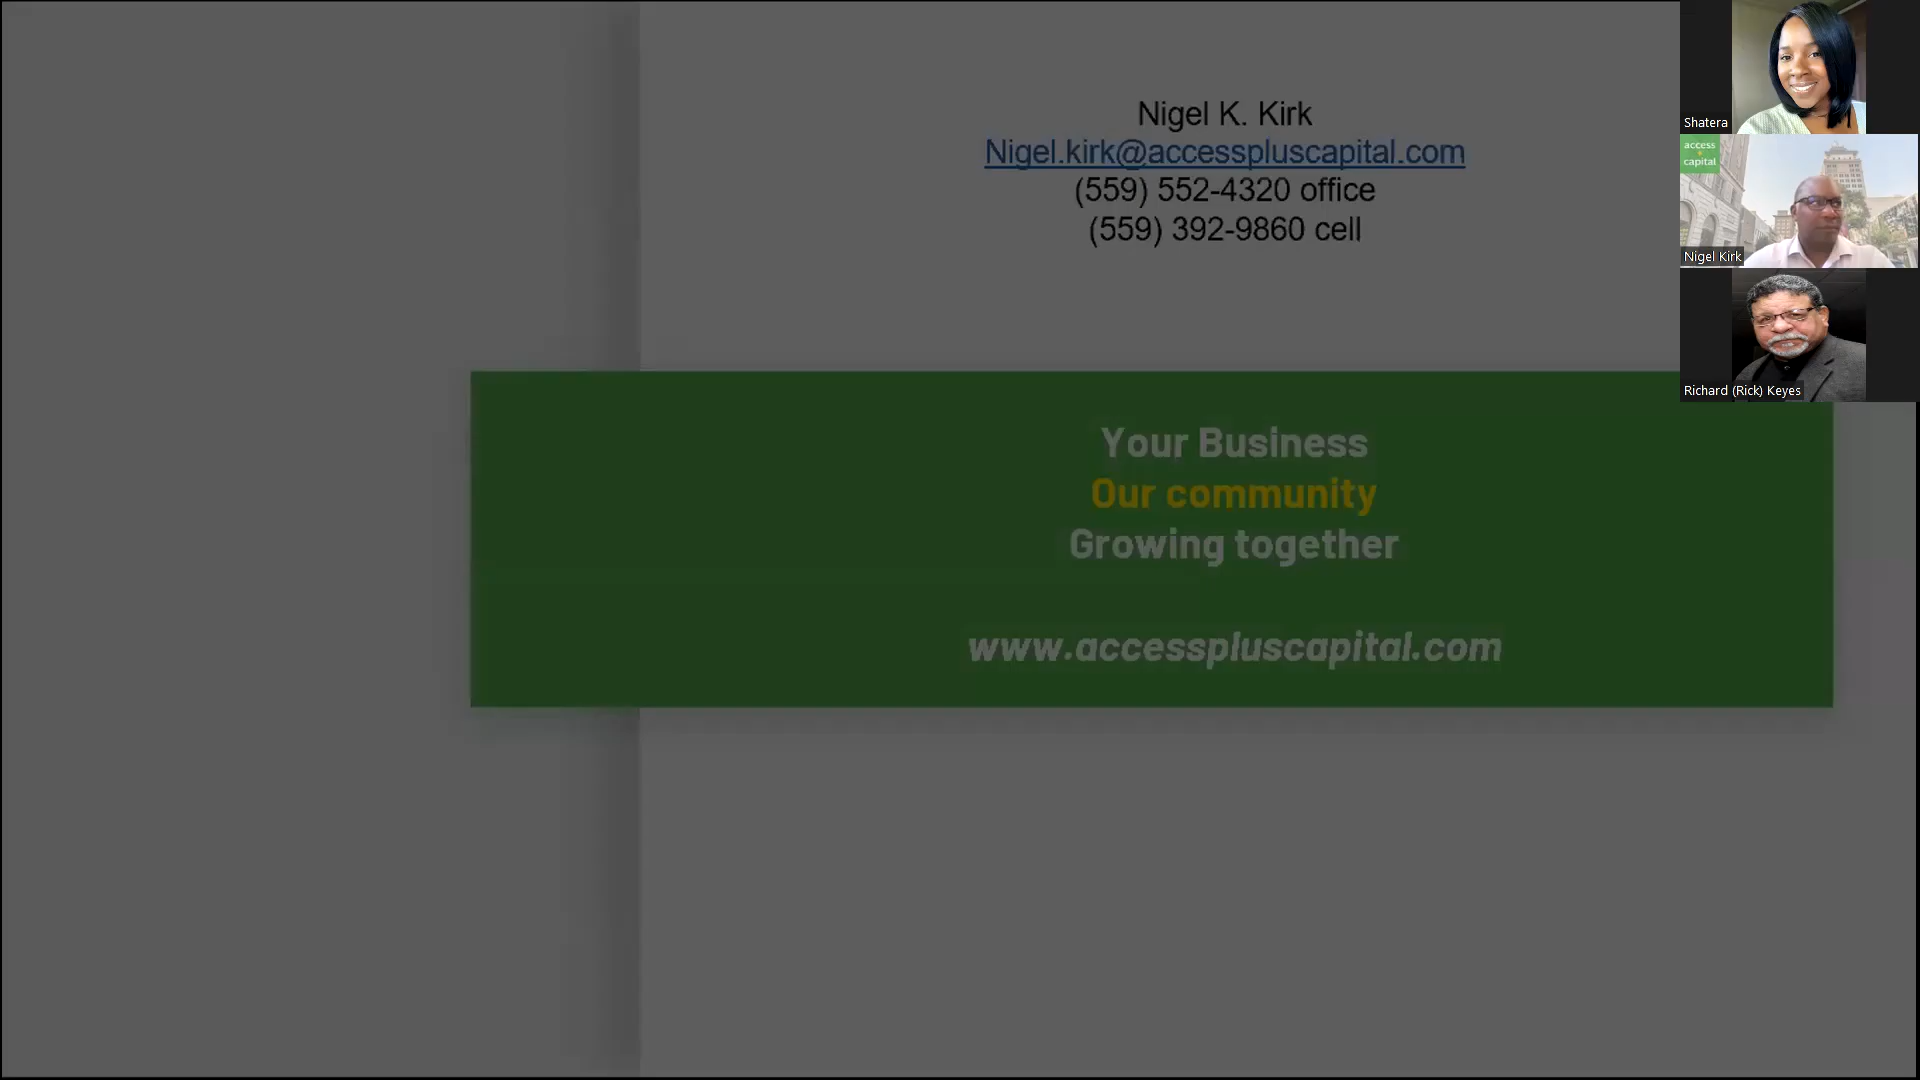 Nigel K. Kirk
Nigel.kirk@accesspluscapital.com
(559) 552-4320 office
(559) 392-9860 cell
Your Business
Our community
Growing together
www.accesspluscapital.com
Shatera
access
capital
Nigel Kirk
Richard (Rick) Keyes